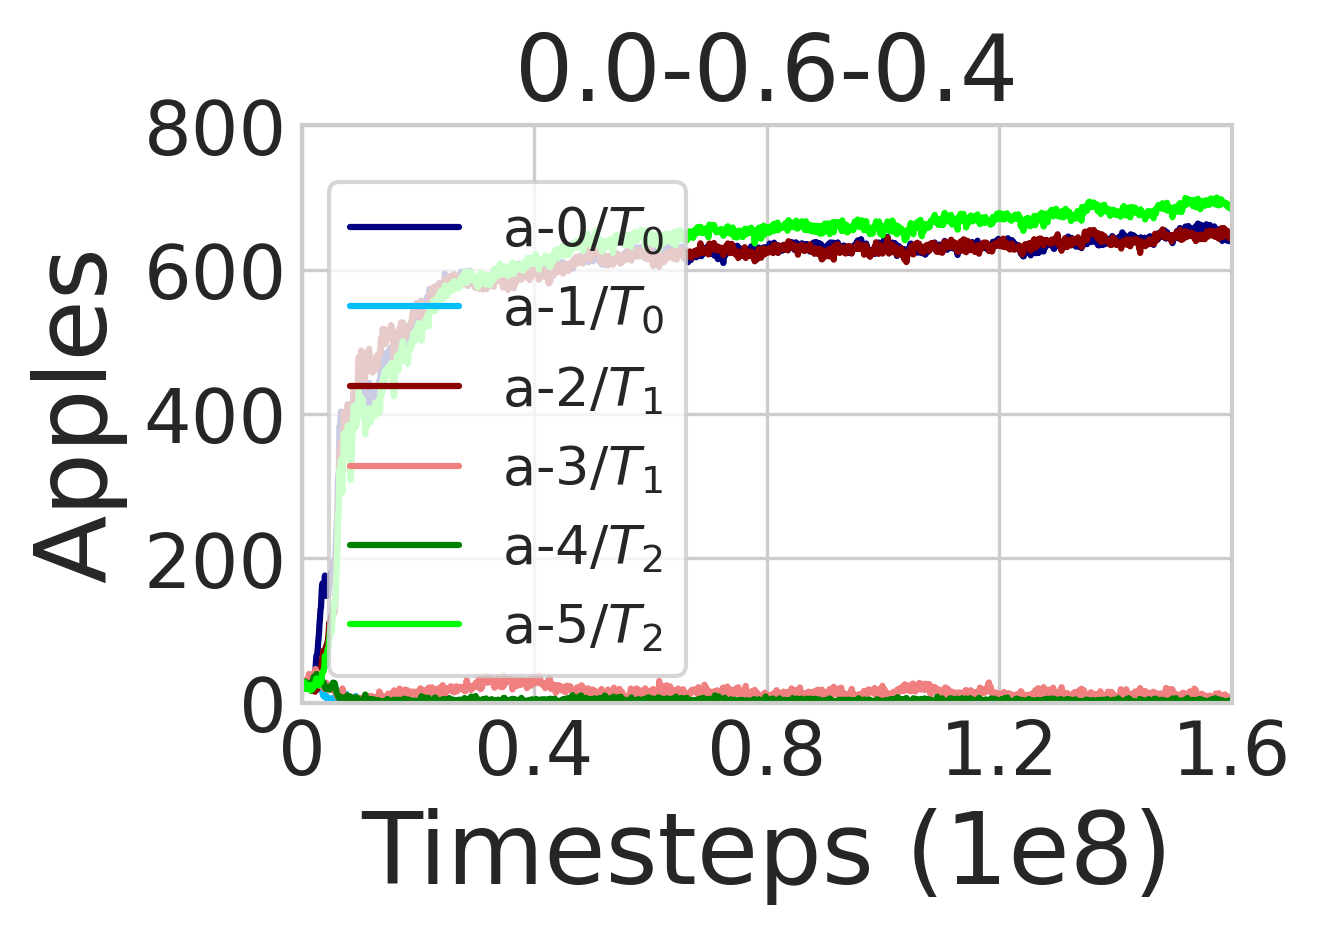 0.0-0.6-0.4
800
600
400
200
0
Apples
a-0/T₀
a-1/T₀
a-2/T₁
a-3/T₁
a-4/T₂
a-5/T₂
0 0.4 0.8 1.2 1.6
Timesteps (1e8)